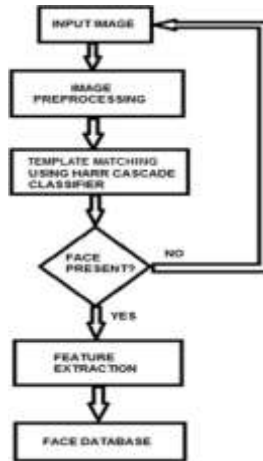 INPUT IMAGE
IMAGE
PREPROCESSING
TEMPLATE MATCHING
USING HARR CASCADE
CLASSIFIER
FACE
PRESENT?
NO
YES
FEATURE
EXTRACTION
FACE DATABASE